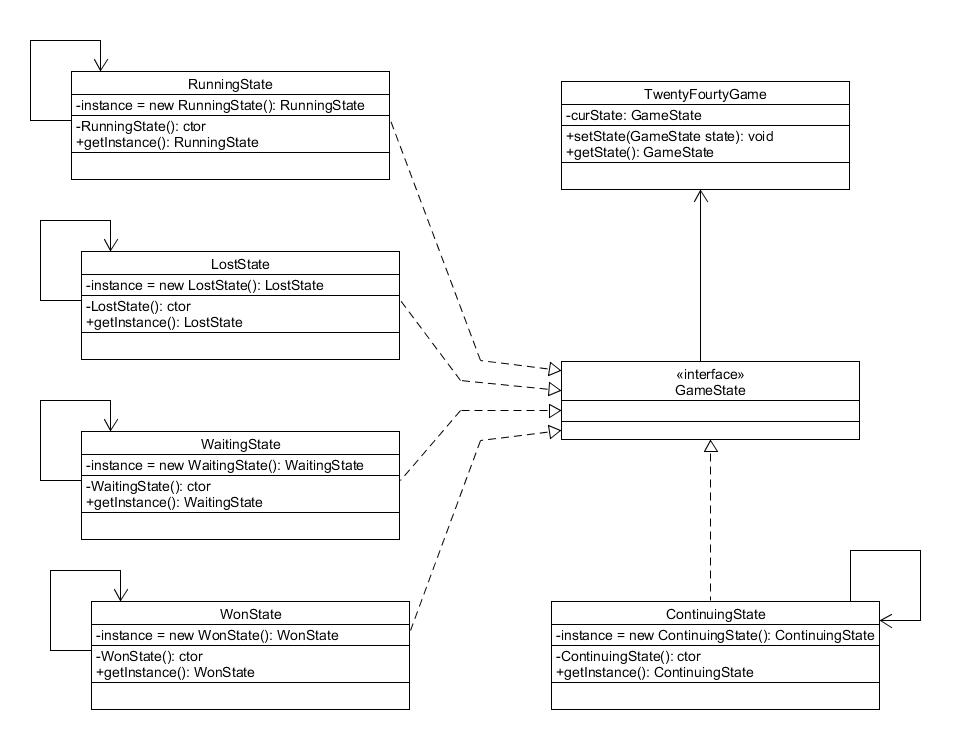 RunningState
-instance = new RunningState(): RunningState
-RunningState(): ctor
+getInstance(): RunningState
TwentyFourtyGame
-curState: GameState
+setState(GameState state): void
+getState(): GameState
LostState
-instance = new LostState(): LostState
-LostState(): ctor
+getInstance(): LostState
«interface»
GameState
WaitingState
-instance = new WaitingState(): WaitingState
-WaitingState(): ctor
+getInstance(): WaitingState
WonState
-instance = new WonState(): WonState
-WonState(): ctor
+getInstance(): WonState
ContinuingState
-instance = new ContinuingState(): ContinuingState
-ContinuingState(): ctor
+getInstance(): ContinuingState